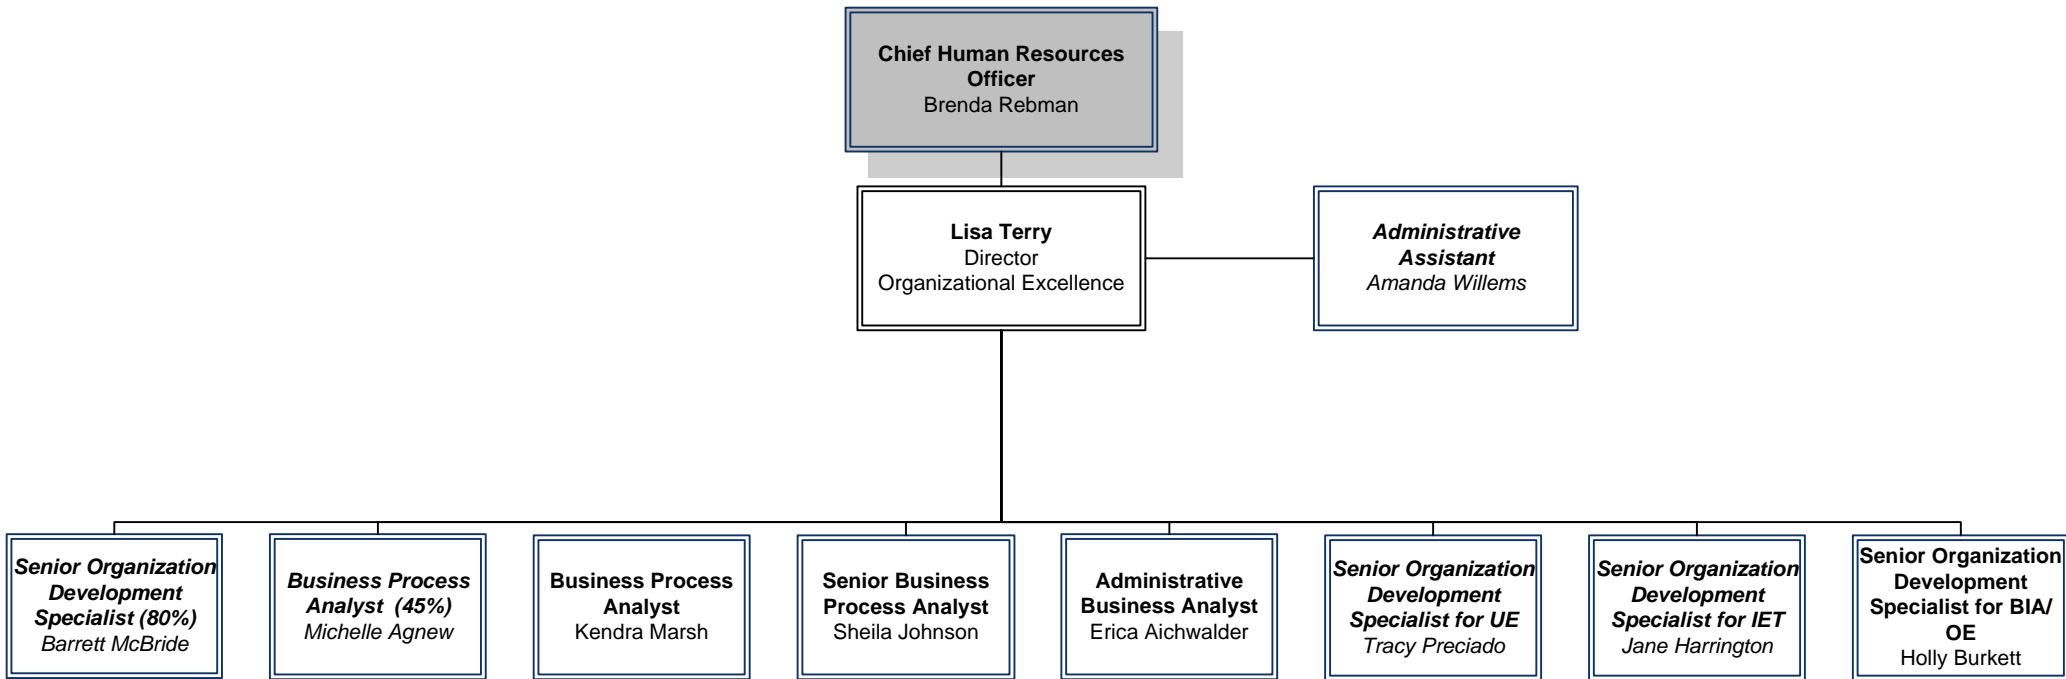 Chief Human Resources
Officer
Brenda Rebman
Lisa Terry
Director
Organizational Excellence
Administrative
Assistant
Amanda Willems
Senior Organization
Development
Specialist (80%)
Barrett McBride
Business Process
Analyst  (45%)
Michelle Agnew
Business Process
Analyst
Kendra Marsh
Senior Business
Process Analyst
Sheila Johnson
Administrative
Business Analyst
Erica Aichwalder
Senior Organization
Development
Specialist for UE
Tracy Preciado
Senior Organization
Development
Specialist for IET
Jane Harrington
Senior Organization
Development
Specialist for BIA/
OE
Holly Burkett